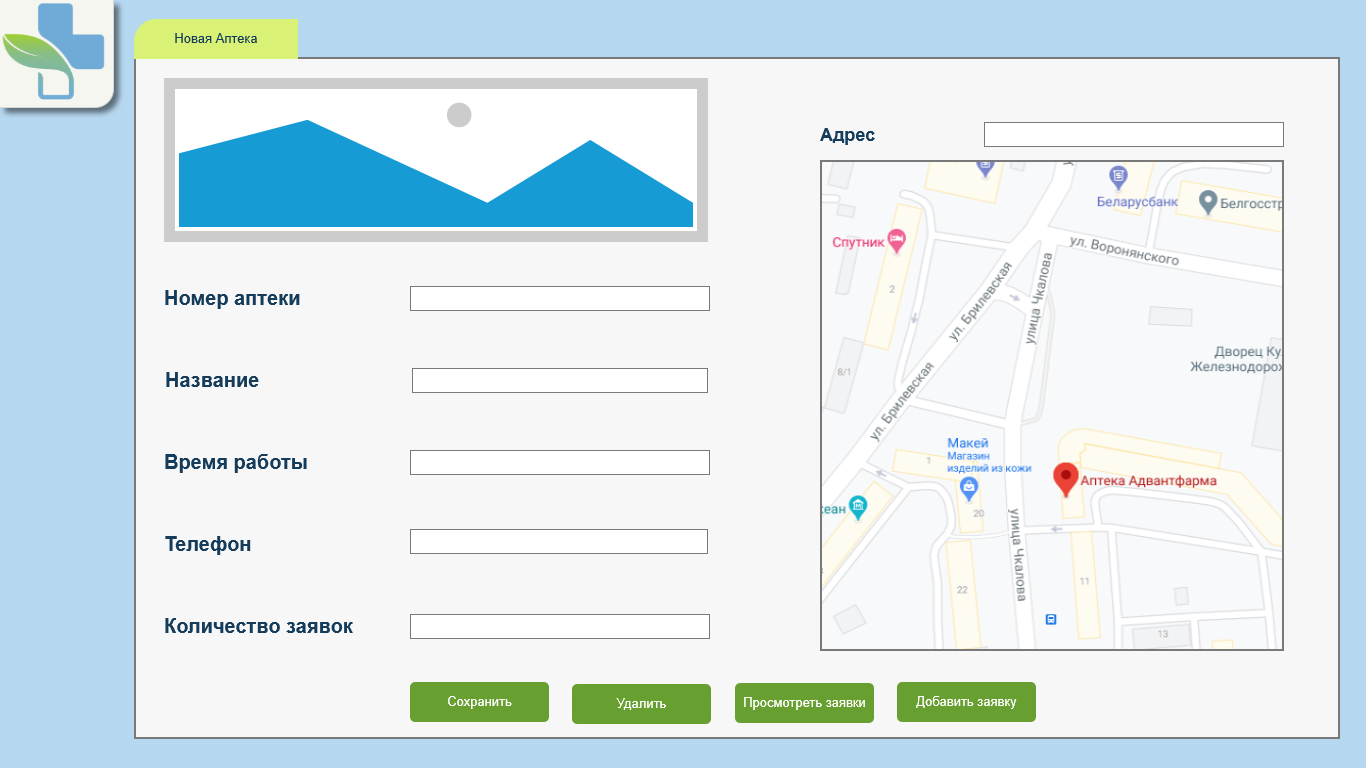 Новая Аптека
Адрес
Номер аптеки
Название
Время работы
Телефон
Количество заявок
Беларусбанк
Белгосстр
Спутник
ул. Воронянского
2
ул. Брилевская
улица Чкалова
Дворец Ку
Железнодорож
8/1
ул. Брилевская
Макей
Магазин
изделий из кожи
1
Аптека Адвантфарма
кеан
20
улица Чкалова
22
11
13
Сохранить
Удалить
Просмотреть заявки
Добавить заявку